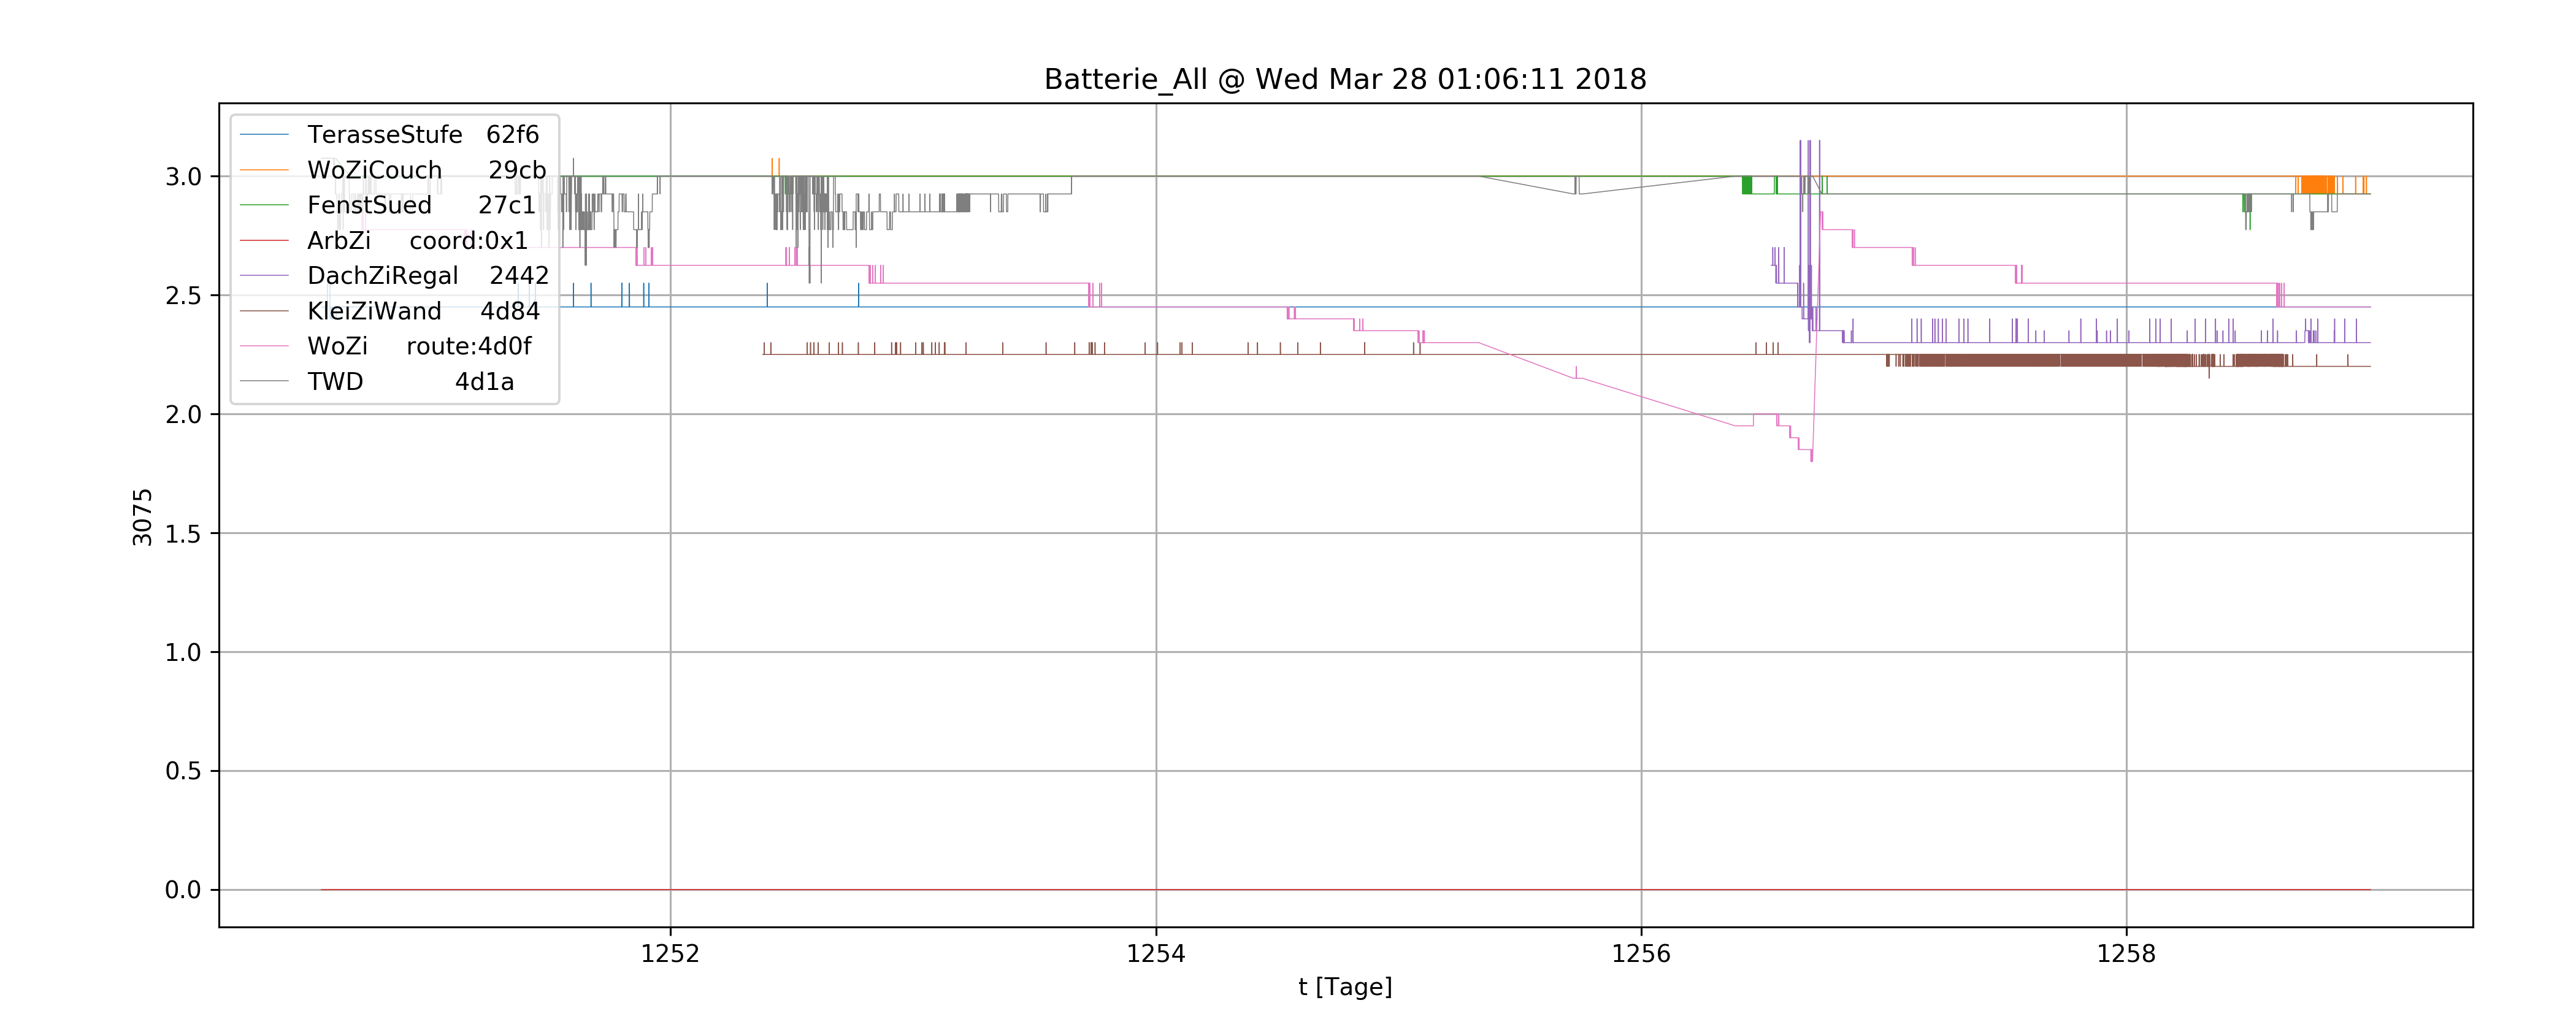 Batterie_All @ Wed Mar 28 01:06:11 2018
TerasseStufe 62f6
WoZiCouch 29cb
FenstSued 27c1
ArbZi coord:0x1
DachZiRegal 2442
KleiZiWand 4d84
WoZi route:4d0f
TWD 4d1a
3.0
2.5
2.0
1.5
1.0
0.5
0.0
3075
1252 1254 1256 1258
t [Tage]